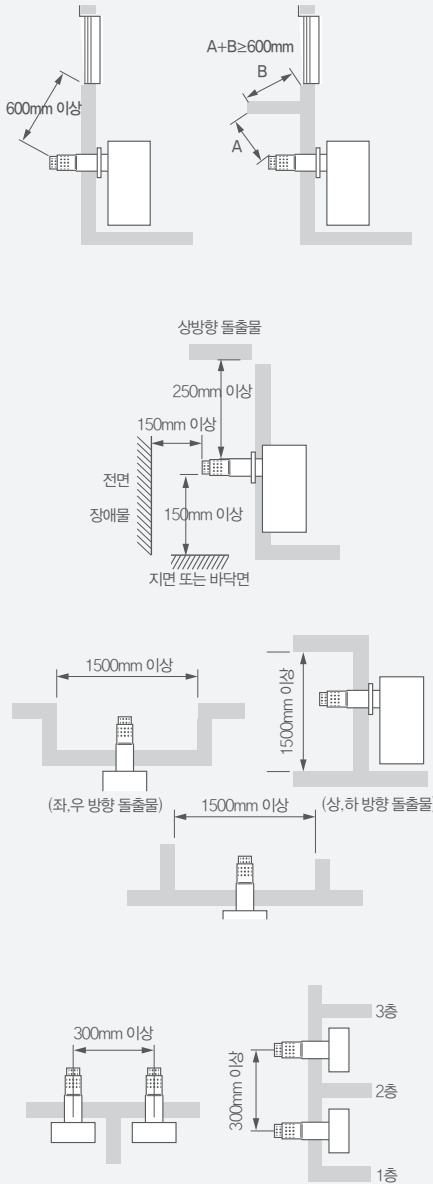 A+B≥600mm
B
600mm 이상
A
상방향 돌출물
250mm 이상
150mm 이상
전면
장애물
150mm 이상
지면 또는 바닥면
1500mm 이상
1500mm 이상
(좌,우 방향 돌출물)
(상,하 방향 돌출물)
1500mm 이상
3층
300mm 이상
300mm 이상
2층
1층